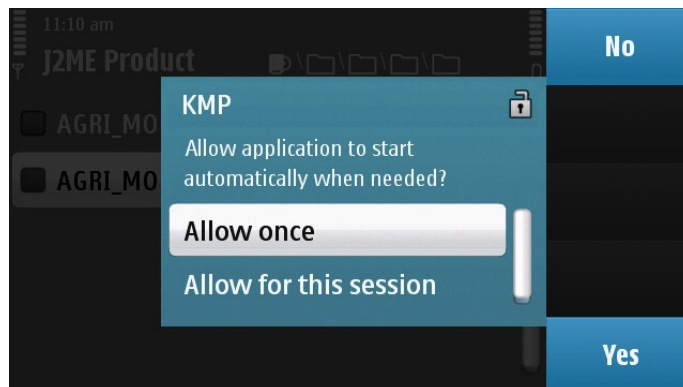 11:10 am
J2ME Product
AGRI_MO
AGRI_MO
KMP
Allow application to start
automatically when needed?
Allow once
Allow for this session
No
Yes